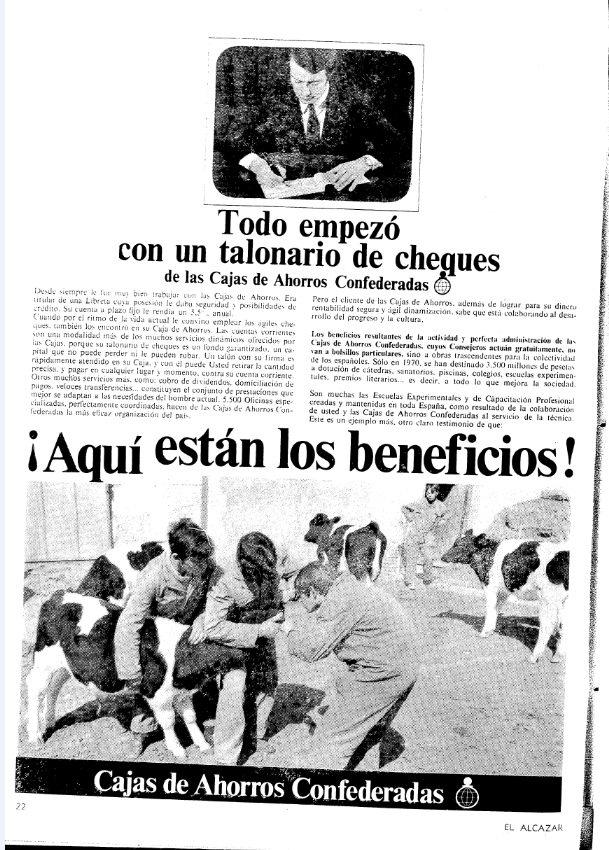 Todo empezó
con un talonario de cheques
de las Cajas de Ahorros Confederadas
Desde siempre le fue muy bien trabajar con las Cajas de Ahorros. Era
titular de una Libreta cuya posesión le daba seguridad y posibilidades de
crédito. Su cuenta a plazo fijo le rendía un 5,5 anual.
Cuando por el ritmo de la vida actual le convino emplear los ágiles che-
ques, también los encontró en su Caja de Ahorros. Las cuentas corrientes
son una modalidad más de los muchos servicios dinámicos ofrecidos por
las Cajas, porque su talonario de cheques es un fondo garantizado, un ca-
pital que no puede perder ni le pueden robar. Un talón con su firma es
rápidamente atendido en su Caja, y con él puede Usted retirar la cantidad
precisa, y pagar en cualquier lugar y momento, contra su cuenta corriente.
Otros muchos servicios más, como: cobro de dividendos, domiciliación de
pagos, veloces transferencias... constituyen el conjunto de prestaciones que
mejor se adaptan a las necesidades del hombre actual. 5.500 Oficinas espe-
cializadas, perfectamente coordinadas, hacen de las Cajas de Ahorros Con-
federadas la más eficaz organización del país.
Pero el cliente de las Cajas de Ahorros, además de lograr para su dinero
rentabilidad segura y ágil dinamización, sabe que está colaborando al desa-
rrollo del progreso y la cultura.
Los beneficios resultantes de la actividad y perfecta administración de las
Cajas de Ahorros Confederadas, cuyos Consejeros actúan gratuitamente, no
van a bolsillos particulares, sino a obras trascendentes para la colectividad
de los españoles. Sólo en 1970, se han destinado 3.500 millones de pesetas
a dotación de cátedras, sanatorios, piscinas, colegios, escuelas experimen-
tales, premios literarios... es decir, a todo lo que mejora la sociedad.
Son muchas las Escuelas Experimentales y de Cápacitación Profesional
creadas y mantenidas en toda España, como resultado de la colaboración
de usted y las Cajas de Ahorros Confederadas al servicio de la técnica.
Este es un ejemplo más, otro claro testimonio de que:
¡Aquí están los beneficios!
Cajas de Ahorros Confederadas
22
EL ALCAZAR